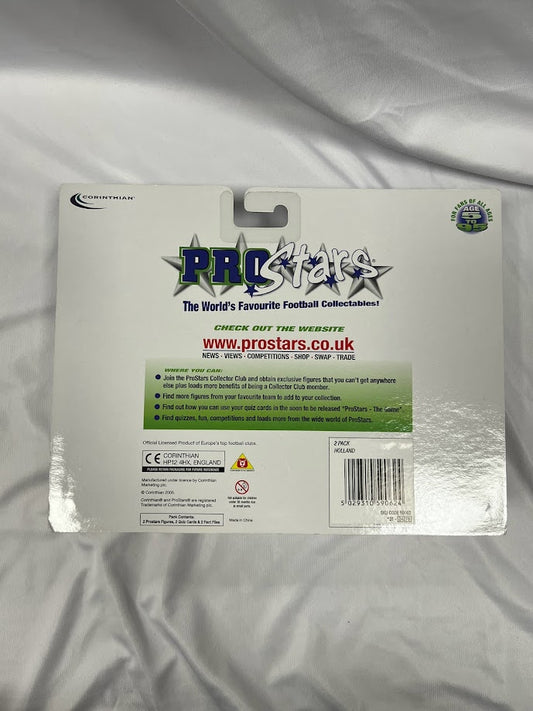 CORINTHIAN
FOR FANS OF ALL AGES
AGE
5
TO
95
PROStars
The World's Favourite Football Collectables!
CHECK OUT THE WEBSITE
www.prostars.co.uk
NEWS · VIEWS · COMPETITIONS · SHOP · SWAP · TRADE
WHERE YOU CAN:
Join the ProStars Collector Club and obtain exclusive figures that you can't get anywhere
else plus loads more benefits of being a Collector Club member.
Find more figures from your favourite team to add to your collection.
Find out how you can use your quiz cards in the soon to be released "ProStars - The Game"
Find quizzes, fun, competitions and loads more from the wide world of ProStars.
Official Licensed Product of Europe's top football clubs.
CE CORINTHIAN
HP12 4HX, ENGLAND
PLEASE RETAIN PACKAGING FOR FUTURE REFERENCE
Manufactured under licence by Corinthian
Marketing plc.
Corinthian® and ProStars® are registered
Trademarks of Corinthian Marketing plc.
Pack Contents:
2 Prostars Figures, 2 Quiz Cards & 2 Fact Files
Made in China
2 PACK
HOLLAND
5 029310 590624